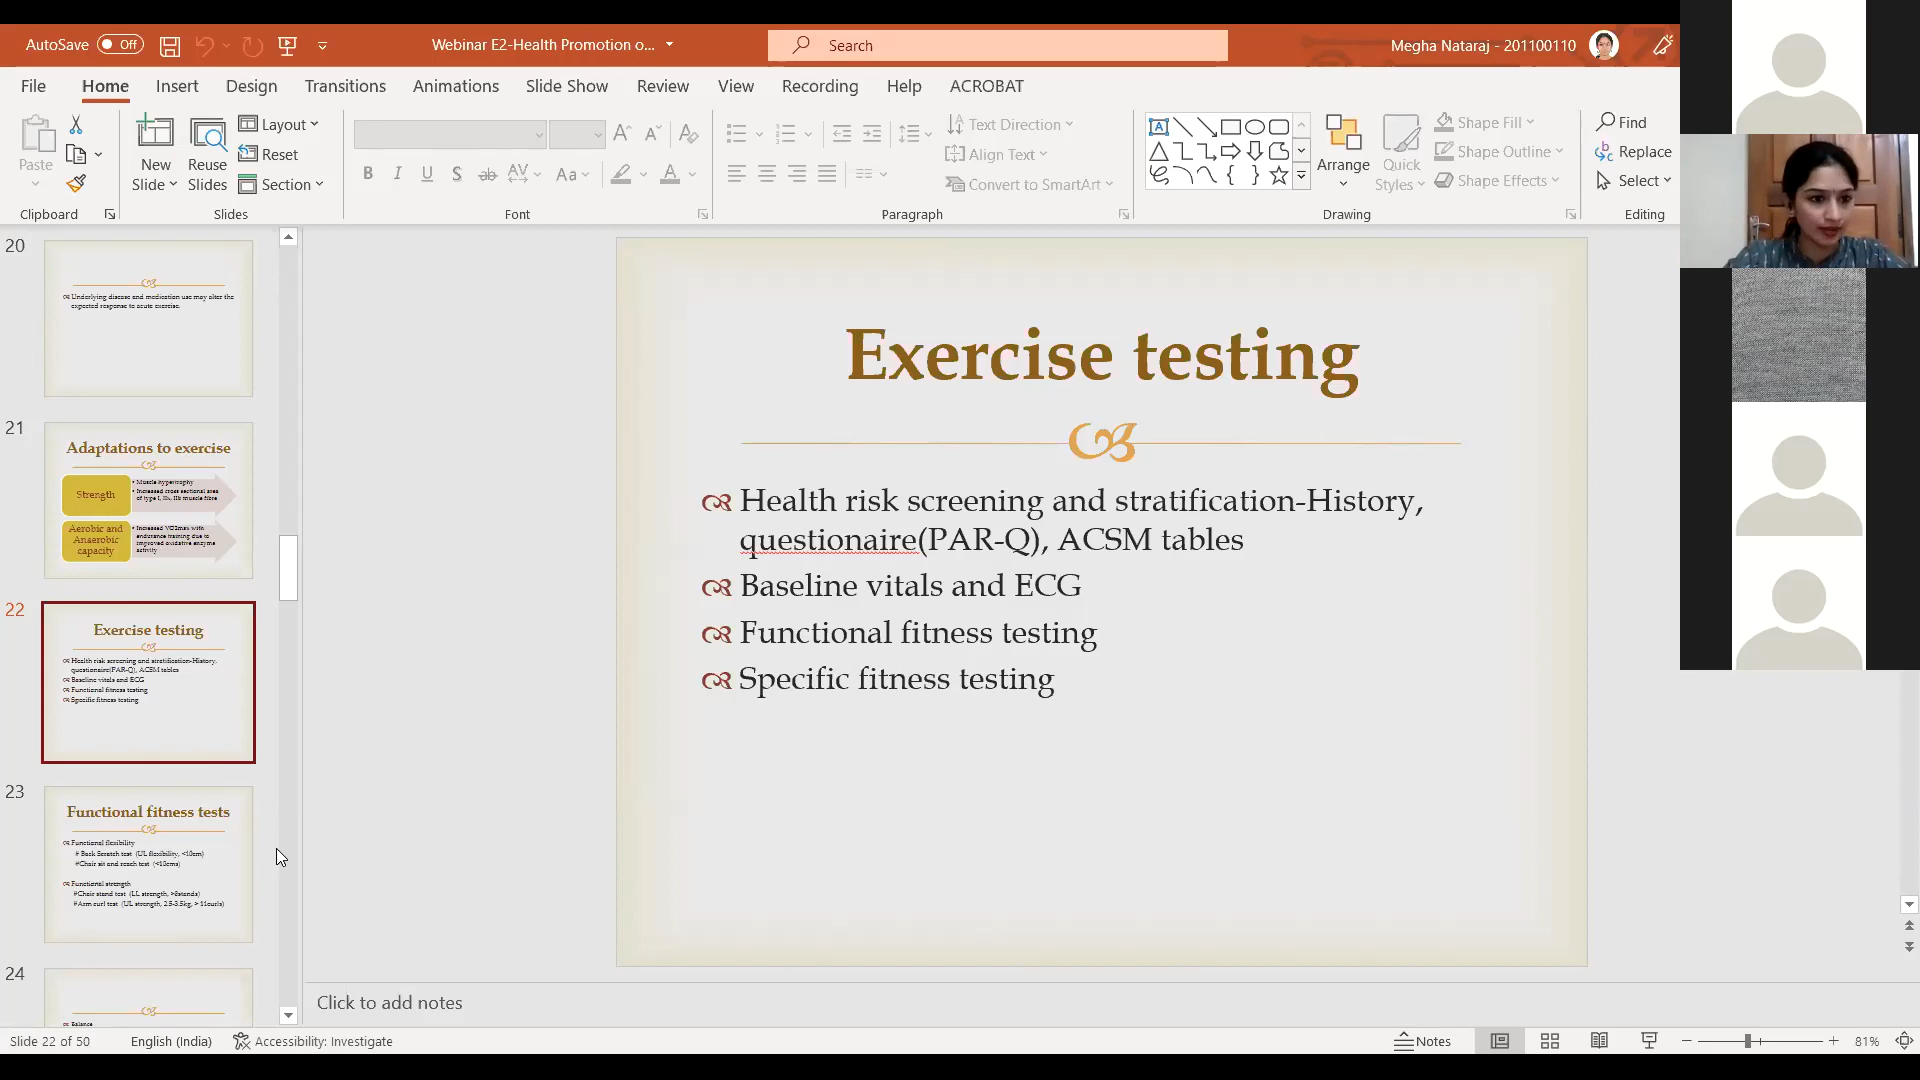 AutoSave Off
Webinar E2-Health Promotion o...
Search
Megha Nataraj - 201100110
File Home Insert Design Transitions Animations Slide Show Review View Recording Help ACROBAT
Paste
New Slide
Reuse Slides
Layout
Reset
Section
Text Direction
Align Text
Convert to SmartArt
Arrange
Quick Styles
Shape Fill
Shape Outline
Shape Effects
Find
Replace
Select
Clipboard Slides Font Paragraph Drawing Editing
20
Underlying disease and medication use may alter the
expected response to acute exercise.
21
Adaptations to exercise
Strength
• Muscle hypertrophy
• Increased cross sectional area
of type I, IIa, IIb muscle fibre
Aerobic and
Anaerobic
capacity
• Increased VO2max with
endurance training due to
improved oxidative enzyme
activity
22
Exercise testing
Health risk screening and stratification-History,
questionaire(PAR-Q), ACSM tables
Baseline vitals and ECG
Functional fitness testing
Specific fitness testing
23
Functional fitness tests
Functional flexibility
# Back Scratch test (UL flexibility, <10cm)
#Chair sit and reach test (<10cms)
Functional strength
#Chair stand test (LL strength, >8stands)
#Arm curl test (UL strength, 2.5-3.5kg, > 11curls)
24
Balance
Exercise testing
Health risk screening and stratification-History,
questionaire(PAR-Q), ACSM tables
Baseline vitals and ECG
Functional fitness testing
Specific fitness testing
Click to add notes
Slide 22 of 50 English (India) Accessibility: Investigate Notes 81%